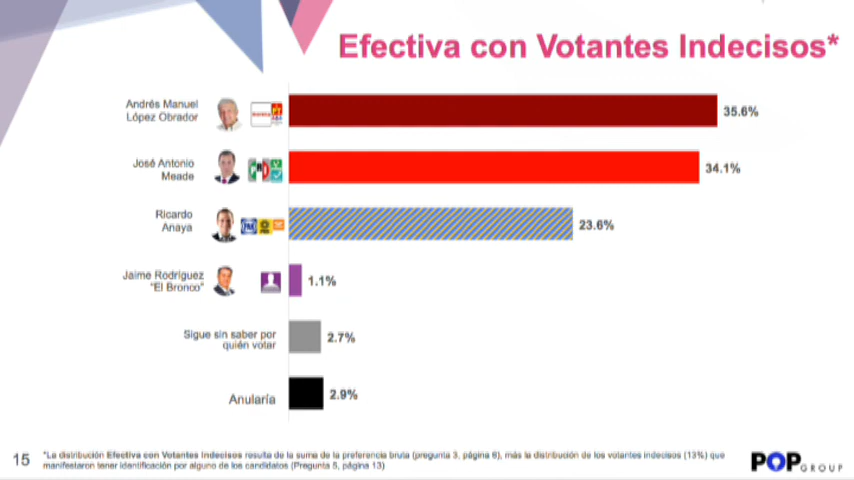 Efectiva con Votantes Indecisos*
Andrés Manuel
López Obrador
morena
PT
35.6%
José Antonio
Meade
PRI
34.1%
Ricardo
Anaya
PAN
23.6%
Jaime Rodríguez
"El Bronco"
1.1%
Sigue sin saber por
quién votar
2.7%
Anularía
2.9%
15
*La distribución Efectiva con Votantes Indecisos resulta de la suma de la preferencia bruta (pregunta 3, página 6), más la distribución de los votantes indecisos (13%) que
manifestaron tener identificación por alguno de los candidatos (Pregunta 5, página 13)
POP
GROUP